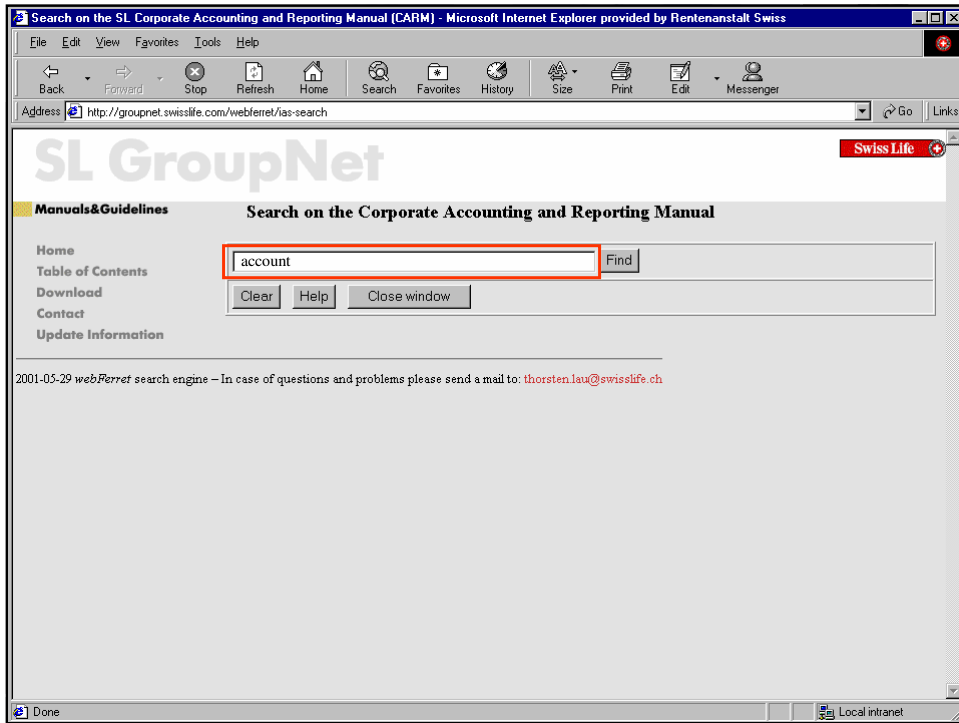 Search on the SL Corporate Accounting and Reporting Manual (CARM) - Microsoft Internet Explorer provided by Rentenanstalt Swiss
File Edit View Favorites Tools Help
Back Forward Stop Refresh Home Search Favorites History Size Print Edit Messenger
Address http://groupnet.swisslife.com/webferret/ias-search Go Links
SL GroupNet
Swiss Life
Manuals&Guidelines
Search on the Corporate Accounting and Reporting Manual
Home
Table of Contents
Download
Contact
Update Information
account Find
Clear Help Close window
2001-05-29 webFerret search engine – In case of questions and problems please send a mail to: thorsten.lau@swisslife.ch
Done Local intranet